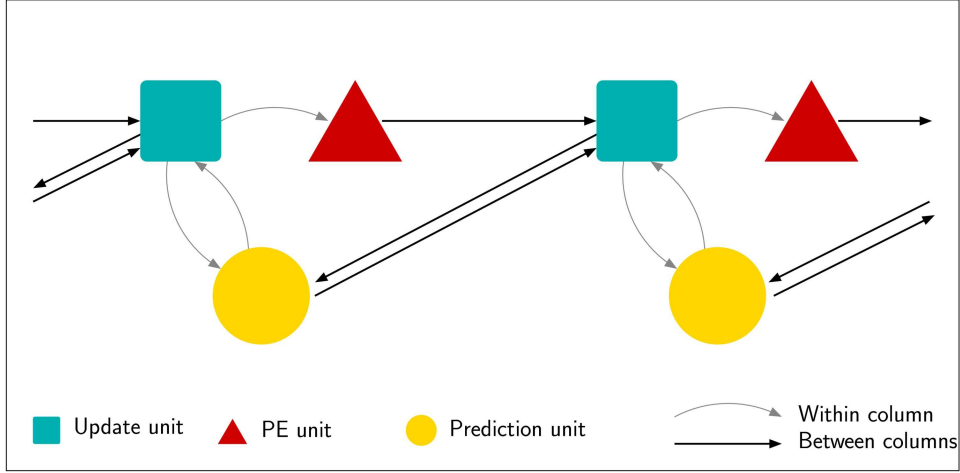 Update unit
PE unit
Prediction unit
Within column
Between columns